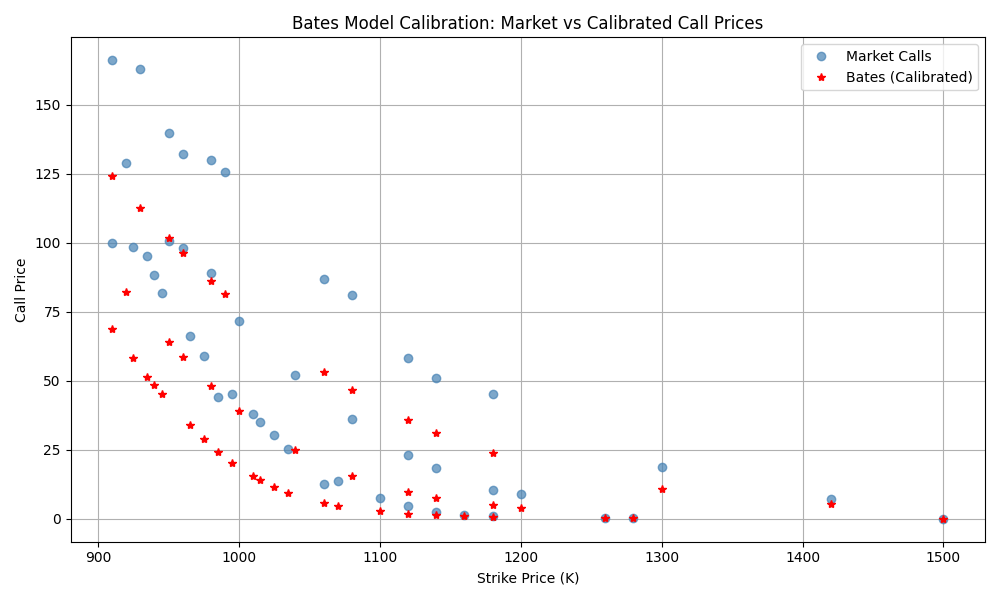 Bates Model Calibration: Market vs Calibrated Call Prices
Market Calls
Bates (Calibrated)
Call Price
150
125
100
75
50
25
0
900
1000
1100
1200
1300
1400
1500
Strike Price (K)